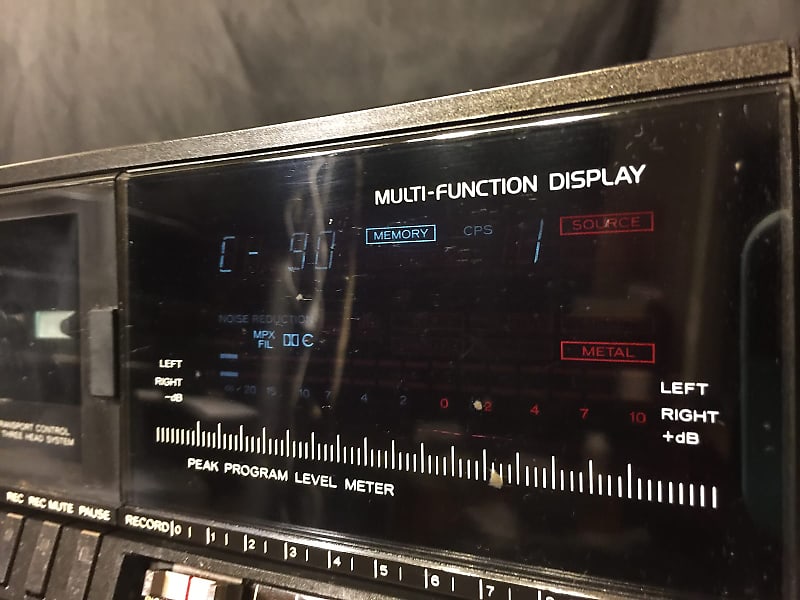 MULTI-FUNCTION DISPLAY
C-90 MEMORY CPS 1 SOURCE
NOISE REDUCTION
MPX
FIL
METAL
LEFT
RIGHT
-dB
∞ 20 15 10 7 4 2 0 2 4 7 10
LEFT
RIGHT
+dB
PEAK PROGRAM LEVEL METER
TRANSPORT CONTROL
THREE HEAD SYSTEM
REC REC MUTE PAUSE
RECORD 0 1 2 3 4 5 6 7